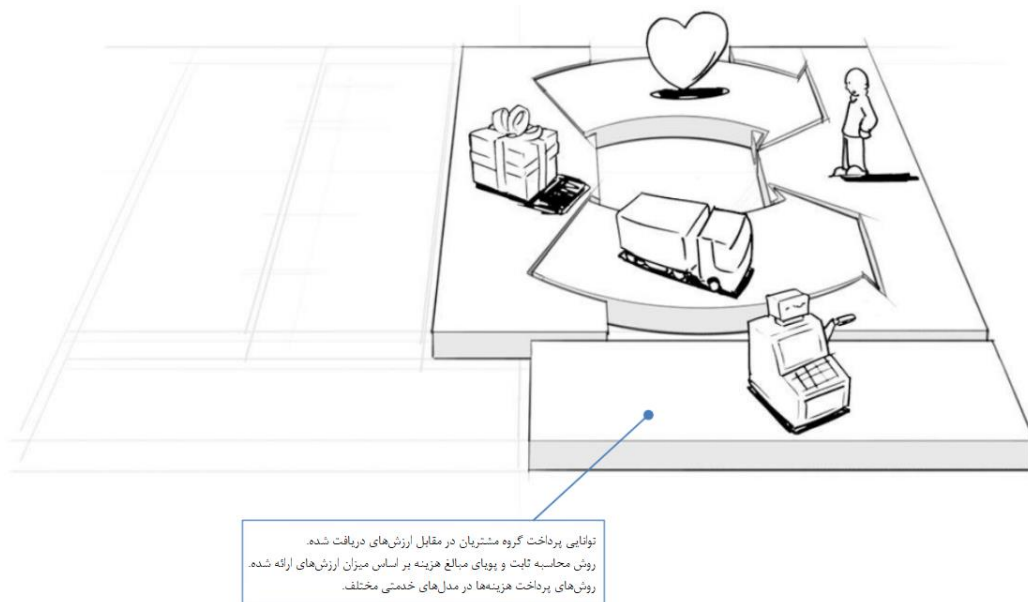 توانایی پرداخت گروه مشتریان در مقابل ارزش‌های دریافت شده.
روش محاسبه ثابت و پویای مبالغ هزینه بر اساس میزان ارزش‌های ارائه شده.
روش‌های پرداخت هزینه‌ها در مدل‌های خدمتی مختلف.